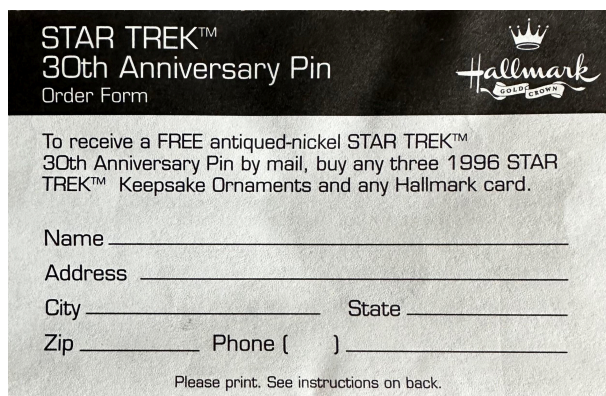 STAR TREK™
30th Anniversary Pin
Order Form
Hallmark
GOLD CROWN
To receive a FREE antiqued-nickel STAR TREK™
30th Anniversary Pin by mail, buy any three 1996 STAR
TREK™ Keepsake Ornaments and any Hallmark card.
Name
Address
City State
Zip Phone ( )
Please print. See instructions on back.